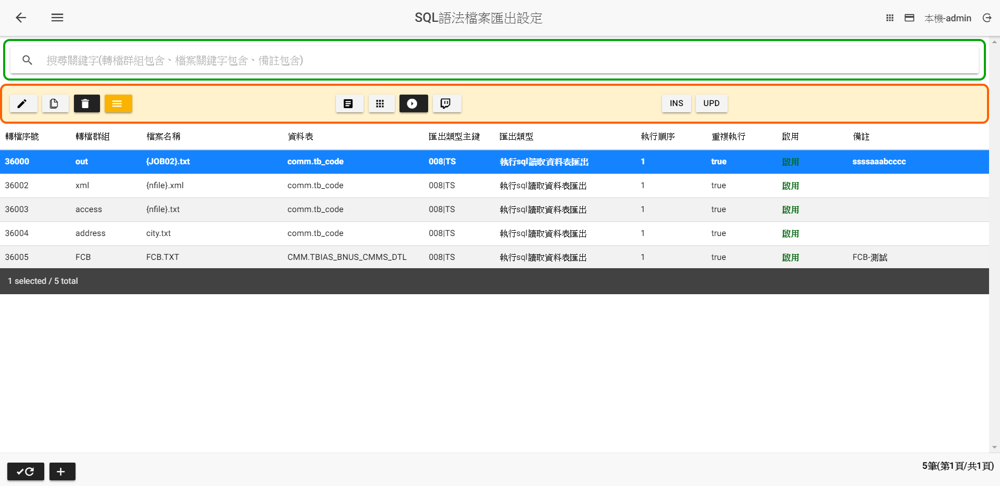 SQL語法檔案匯出設定
本機-admin
搜尋關鍵字(轉檔群組包含、檔案關鍵字包含、備註包含)
INS UPD
轉檔序號 轉檔群組 檔案名稱 資料表 匯出類型主鍵 匯出類型 執行順序 重複執行 啟用 備註
36000 out {JOB02}.txt comm.tb_code 008|TS 執行sql讀取資料表匯出 1 true 啟用 ssssaaabcccc
36002 xml {nfile}.xml comm.tb_code 008|TS 執行sql讀取資料表匯出 1 true 啟用
36003 access {nfile}.txt comm.tb_code 008|TS 執行sql讀取資料表匯出 1 true 啟用
36004 address city.txt comm.tb_code 008|TS 執行sql讀取資料表匯出 1 true 啟用
36005 FCB FCB.TXT CMM.TBIAS_BNUS_CMMS_DTL 008|TS 執行sql讀取資料表匯出 1 true 啟用 FCB-測試
1 selected / 5 total
5筆(第1頁/共1頁)